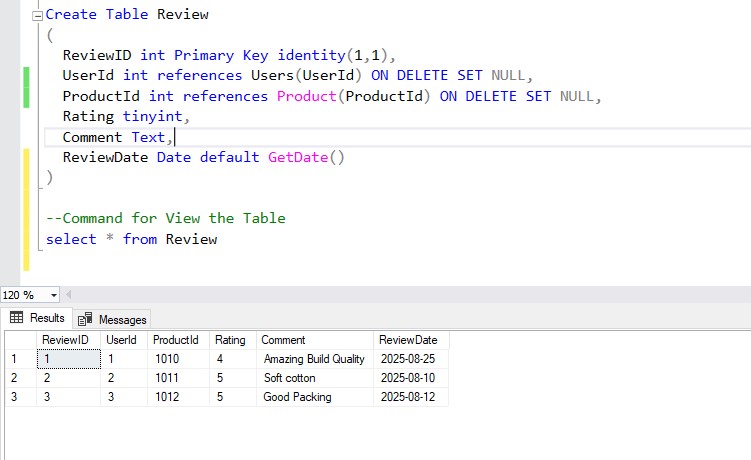 Create Table Review
(
ReviewID int Primary Key identity(1,1),
UserId int references Users(UserId) ON DELETE SET NULL,
ProductId int references Product(ProductId) ON DELETE SET NULL,
Rating tinyint,
Comment Text,
ReviewDate Date default GetDate()
)
--Command for View the Table
select * from Review
120 %
Results Messages
ReviewID UserId ProductId Rating Comment ReviewDate
1 1 1 1010 4 Amazing Build Quality 2025-08-25
2 2 2 1011 5 Soft cotton 2025-08-10
3 3 3 1012 5 Good Packing 2025-08-12